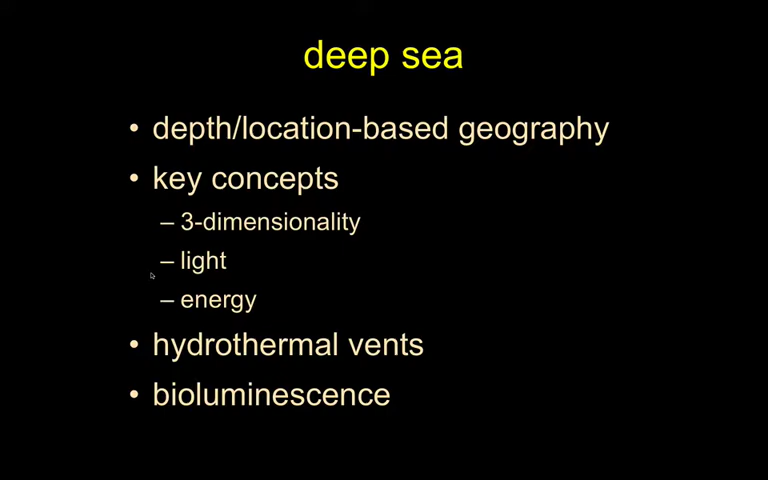 deep sea
• depth/location-based geography
• key concepts
– 3-dimensionality
– light
– energy
• hydrothermal vents
• bioluminescence